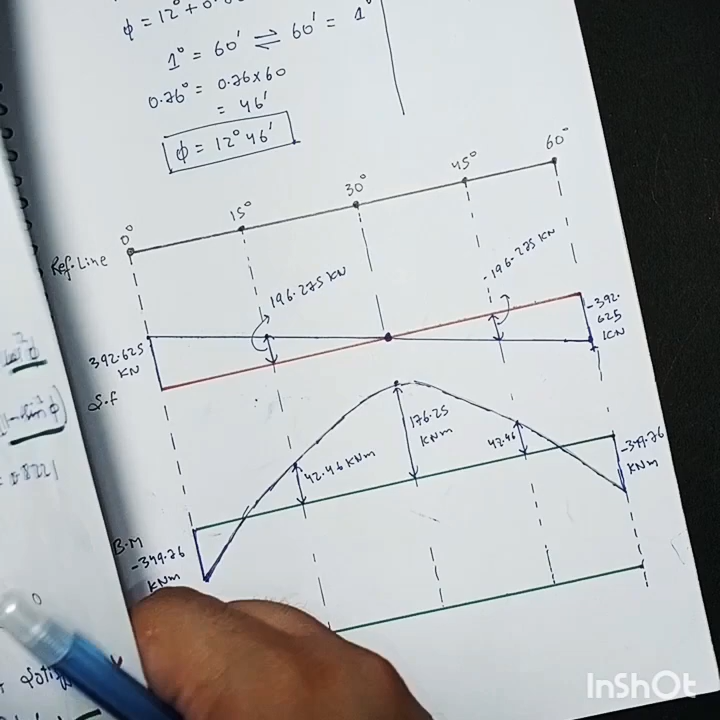 ϕ = 12° + 0.
1° = 60' ⇌ 60' = 1°
0.76° = 0.76×60
= 46'
ϕ = 12° 46'
0°
15°
30°
45°
60°
Ref. Line
196.275 KN
-196.275 KN
392.625
KN
-392.
625
KN
S.F
42.46 KNm
176.25
KNm
42.46
-349.76
KNm
B.M
-349.76
KNm
InShOt